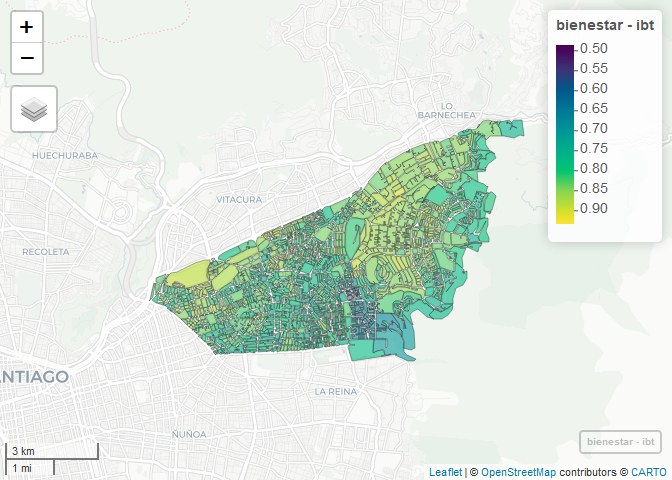 +
−
bienestar - ibt
0.50
0.55
0.60
0.65
0.70
0.75
0.80
0.85
0.90
LO
BARNECHEA
HUECHURABA
VITACURA
RECOLETA
ANTIAGO
LA REINA
ÑUÑOA
bienestar - ibt
3 km
1 mi
Leaflet | © OpenStreetMap contributors © CARTO